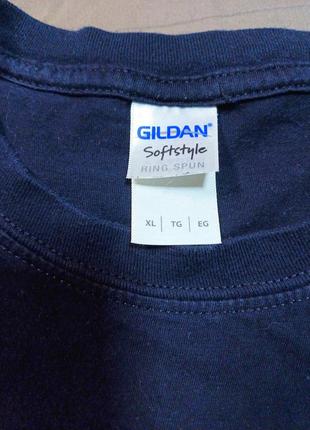 GILDAN®
Softstyle
RING SPUN
XL | TG | EG